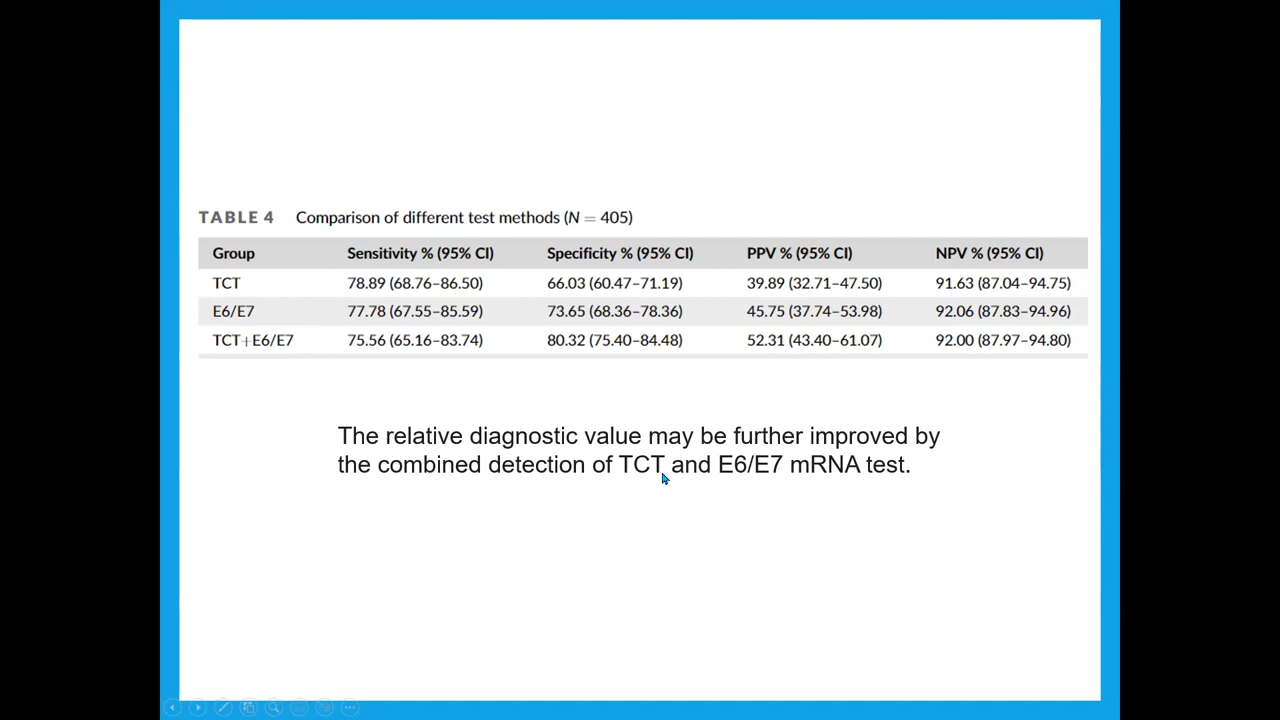 TABLE 4 Comparison of different test methods (N = 405)
Group Sensitivity % (95% CI) Specificity % (95% CI) PPV % (95% CI) NPV % (95% CI)
TCT 78.89 (68.76–86.50) 66.03 (60.47–71.19) 39.89 (32.71–47.50) 91.63 (87.04–94.75)
E6/E7 77.78 (67.55–85.59) 73.65 (68.36–78.36) 45.75 (37.74–53.98) 92.06 (87.83–94.96)
TCT+E6/E7 75.56 (65.16–83.74) 80.32 (75.40–84.48) 52.31 (43.40–61.07) 92.00 (87.97–94.80)
The relative diagnostic value may be further improved by
the combined detection of TCT and E6/E7 mRNA test.